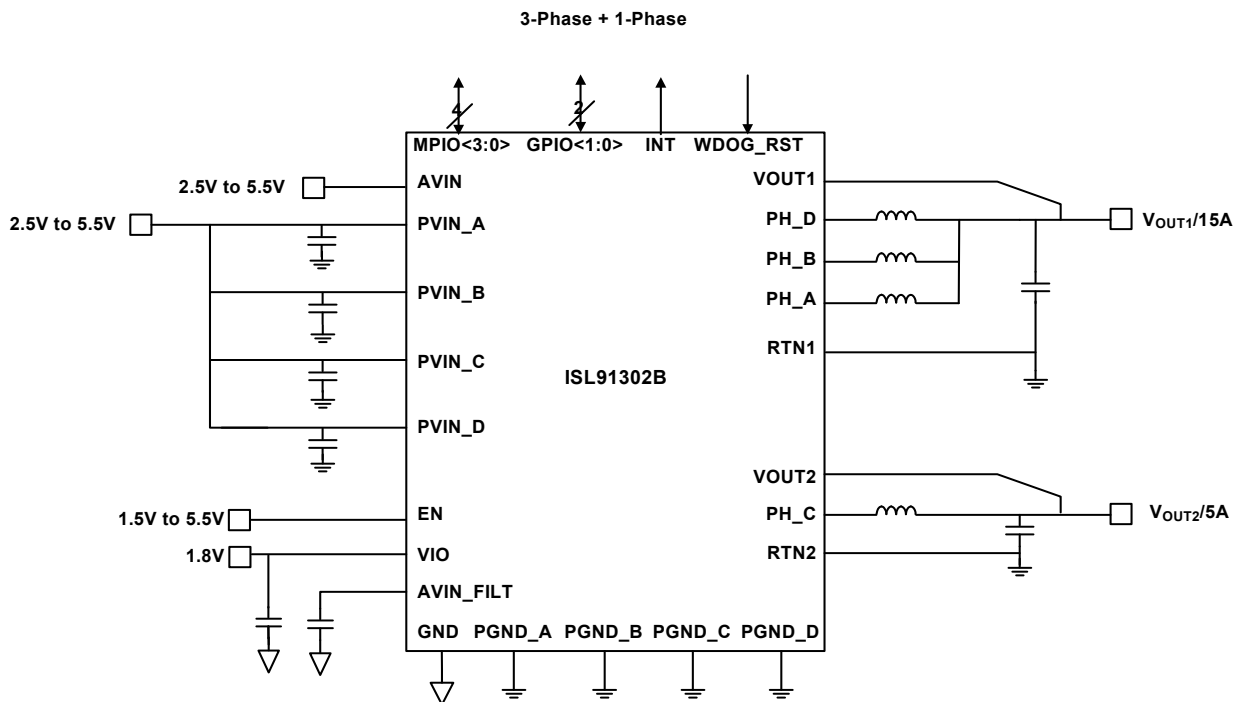 3-Phase + 1-Phase
4
2
MPIO<3:0>
GPIO<1:0>
INT
WDOG_RST
2.5V to 5.5V
AVIN
VOUT1
2.5V to 5.5V
PVIN_A
PH_D
VOUT1/15A
PH_B
PVIN_B
PH_A
RTN1
PVIN_C
ISL91302B
PVIN_D
VOUT2
1.5V to 5.5V
EN
PH_C
VOUT2/5A
1.8V
VIO
RTN2
AVIN_FILT
GND
PGND_A
PGND_B
PGND_C
PGND_D